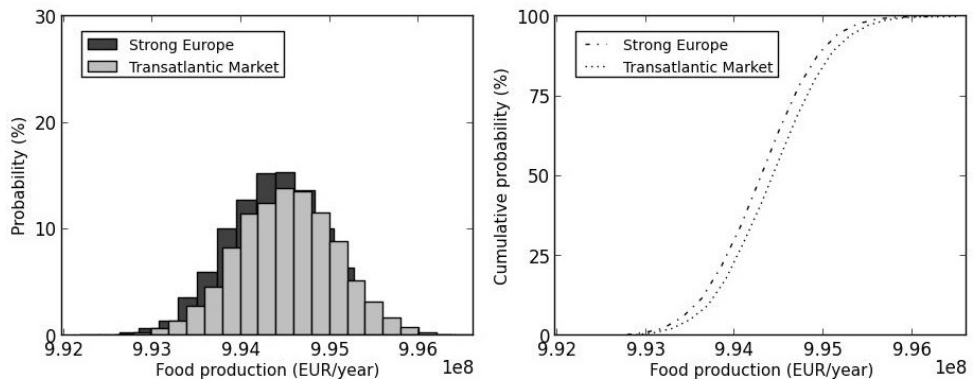 30
20
10
0
Probability (%)
Strong Europe
Transatlantic Market
9.92 9.93 9.94 9.95 9.96
1e8
Food production (EUR/year)
100
75
50
25
0
Cumulative probability (%)
Strong Europe
Transatlantic Market
9.92 9.93 9.94 9.95 9.96
1e8
Food production (EUR/year)